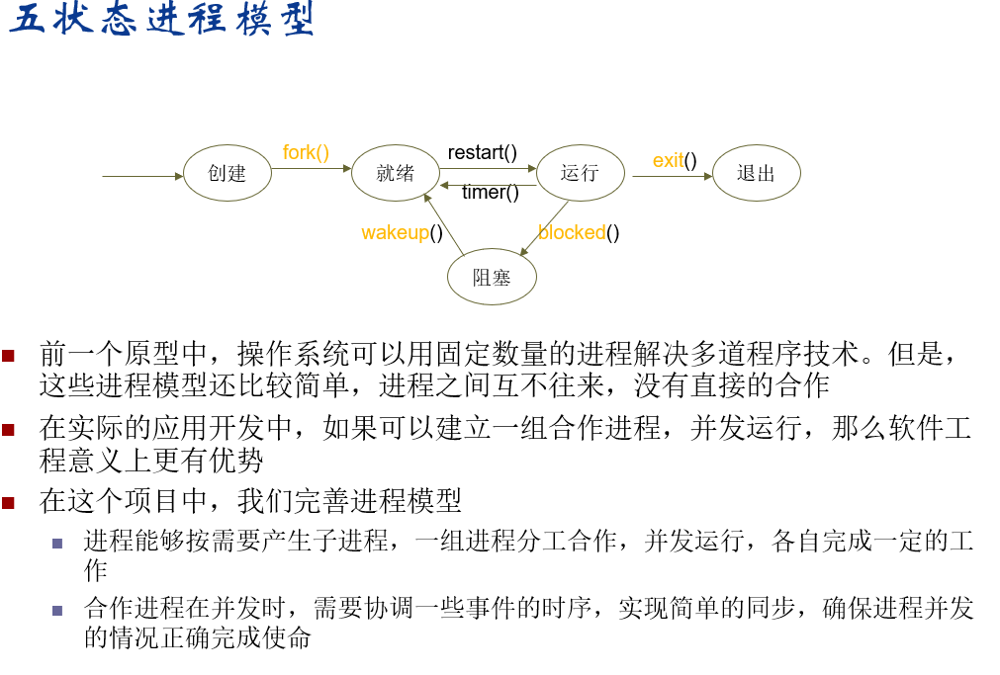 五状态进程模型
fork()
restart()
exit()
创建
就绪
运行
退出
timer()
wakeup()
blocked()
阻塞
前一个原型中，操作系统可以用固定数量的进程解决多道程序技术。但是，
这些进程模型还比较简单，进程之间互不往来，没有直接的合作
在实际的应用开发中，如果可以建立一组合作进程，并发运行，那么软件工
程意义上更有优势
在这个项目中，我们完善进程模型
进程能够按需要产生子进程，一组进程分工合作，并发运行，各自完成一定的工
作
合作进程在并发时，需要协调一些事件的时序，实现简单的同步，确保进程并发
的情况正确完成使命